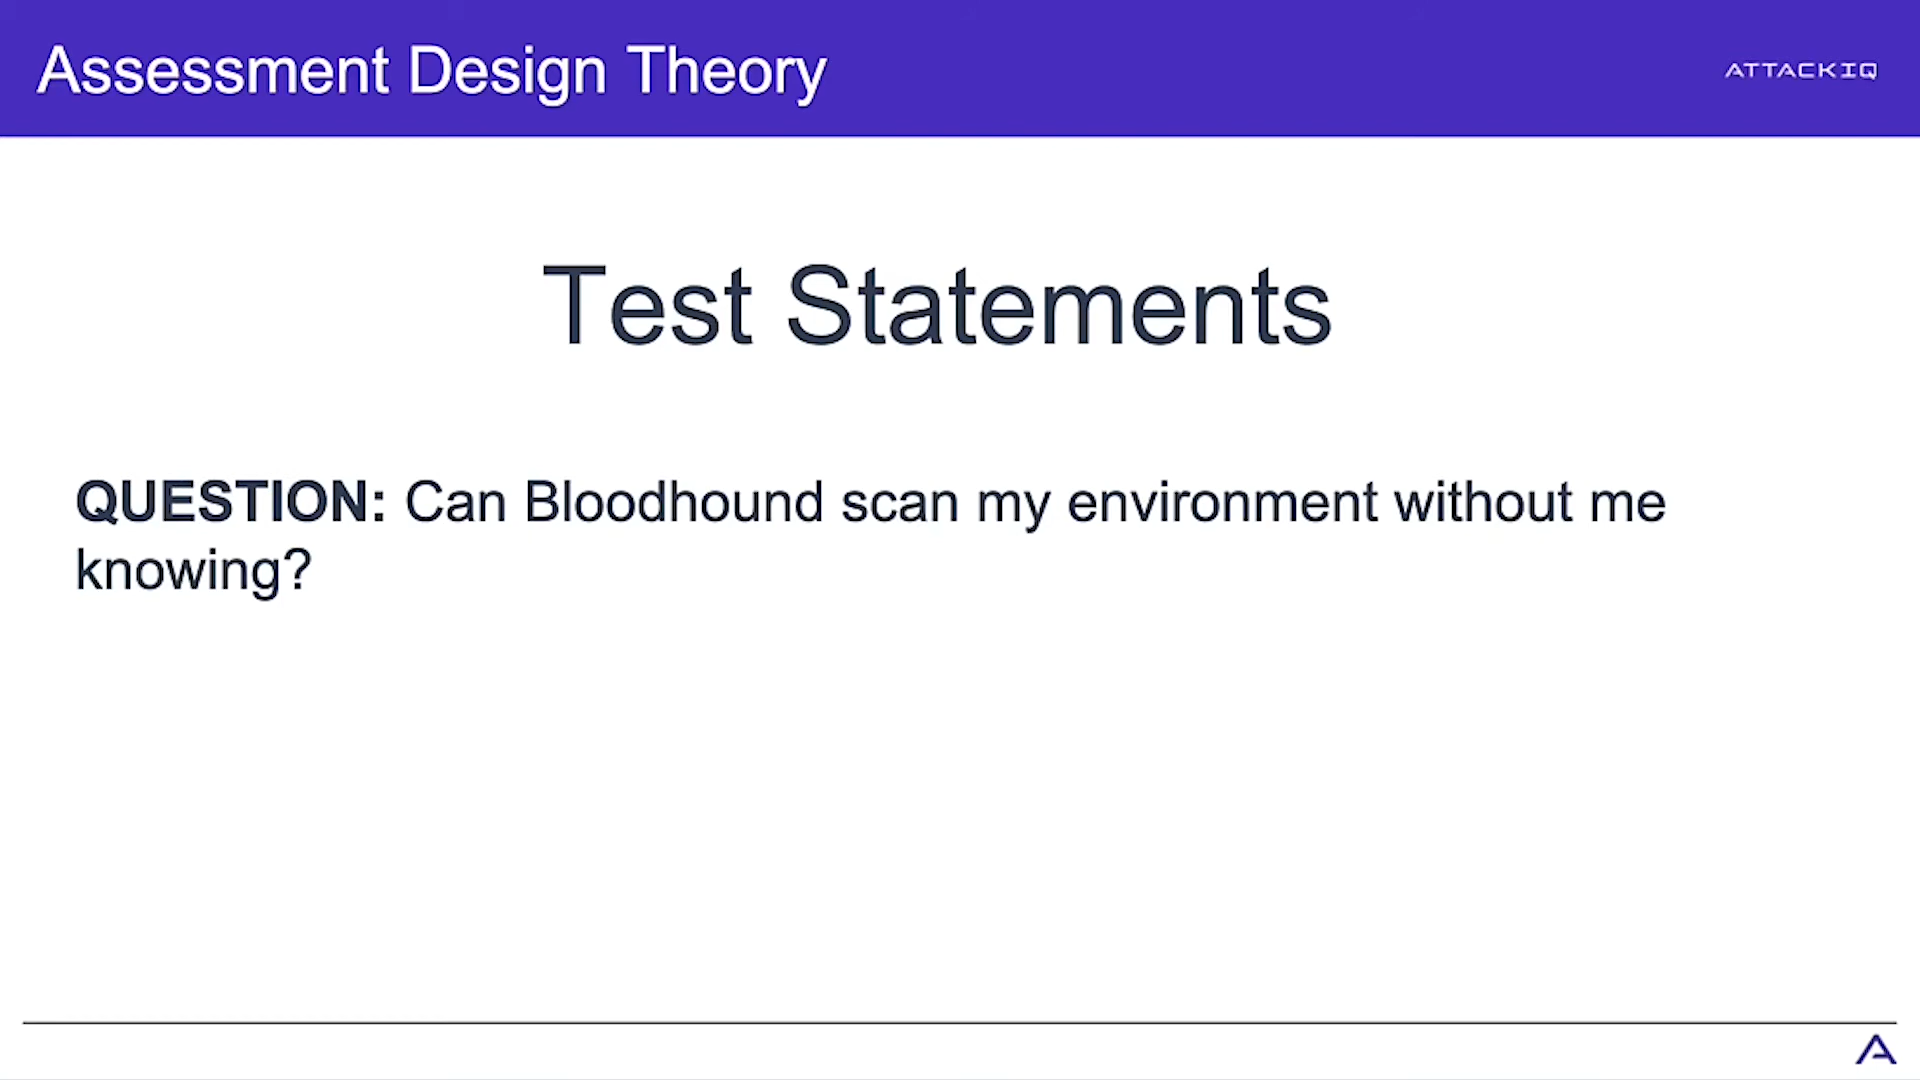 Assessment Design Theory
ATTACKIQ
Test Statements
QUESTION: Can Bloodhound scan my environment without me
knowing?